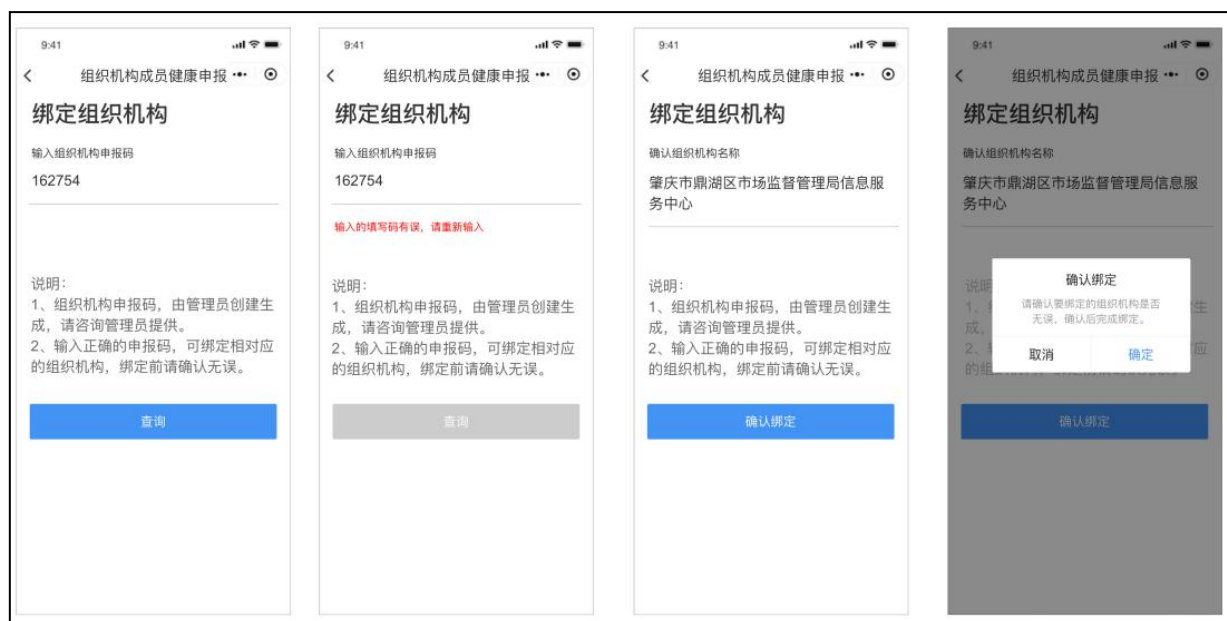 9:41
组织机构成员健康申报
绑定组织机构
输入组织机构申报码
162754
说明:
1、组织机构申报码，由管理员创建生
成，请咨询管理员提供。
2、输入正确的申报码，可绑定相对应
的组织机构，绑定前请确认无误。
查询
9:41
组织机构成员健康申报
绑定组织机构
输入组织机构申报码
162754
输入的填写码有误，请重新输入
说明:
1、组织机构申报码，由管理员创建生
成，请咨询管理员提供。
2、输入正确的申报码，可绑定相对应
的组织机构，绑定前请确认无误。
查询
9:41
组织机构成员健康申报
绑定组织机构
确认组织机构名称
肇庆市鼎湖区市场监督管理局信息服
务中心
说明:
1、组织机构申报码，由管理员创建生
成，请咨询管理员提供。
2、输入正确的申报码，可绑定相对应
的组织机构，绑定前请确认无误。
确认绑定
9:41
组织机构成员健康申报
绑定组织机构
确认组织机构名称
肇庆市鼎湖区市场监督管理局信息服
务中心
确认绑定
请确认要绑定的组织机构是否
无误，确认后完成绑定。
取消
确定
确认绑定